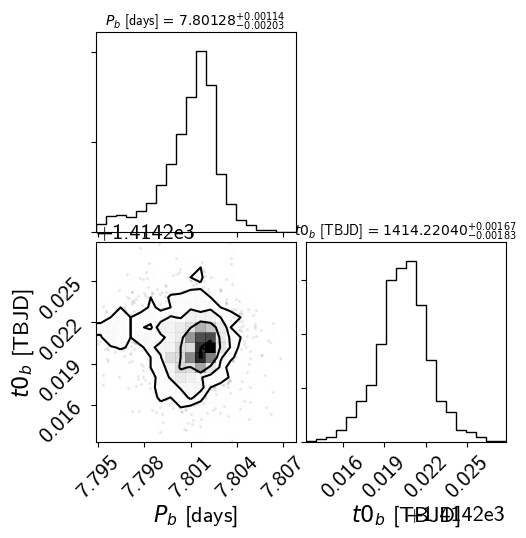 P_b [days] = 7.80128^{+0.00114}_{-0.00203}
+1.4142e3
t0_b [TBJD] = 1414.22040^{+0.00167}_{-0.00183}
t0_b [TBJD]
0.025
0.022
0.019
0.016
7.795
7.798
7.801
7.804
7.807
P_b [days]
0.016
0.019
0.022
0.025
t0_b [TBJD]
+1.4142e3